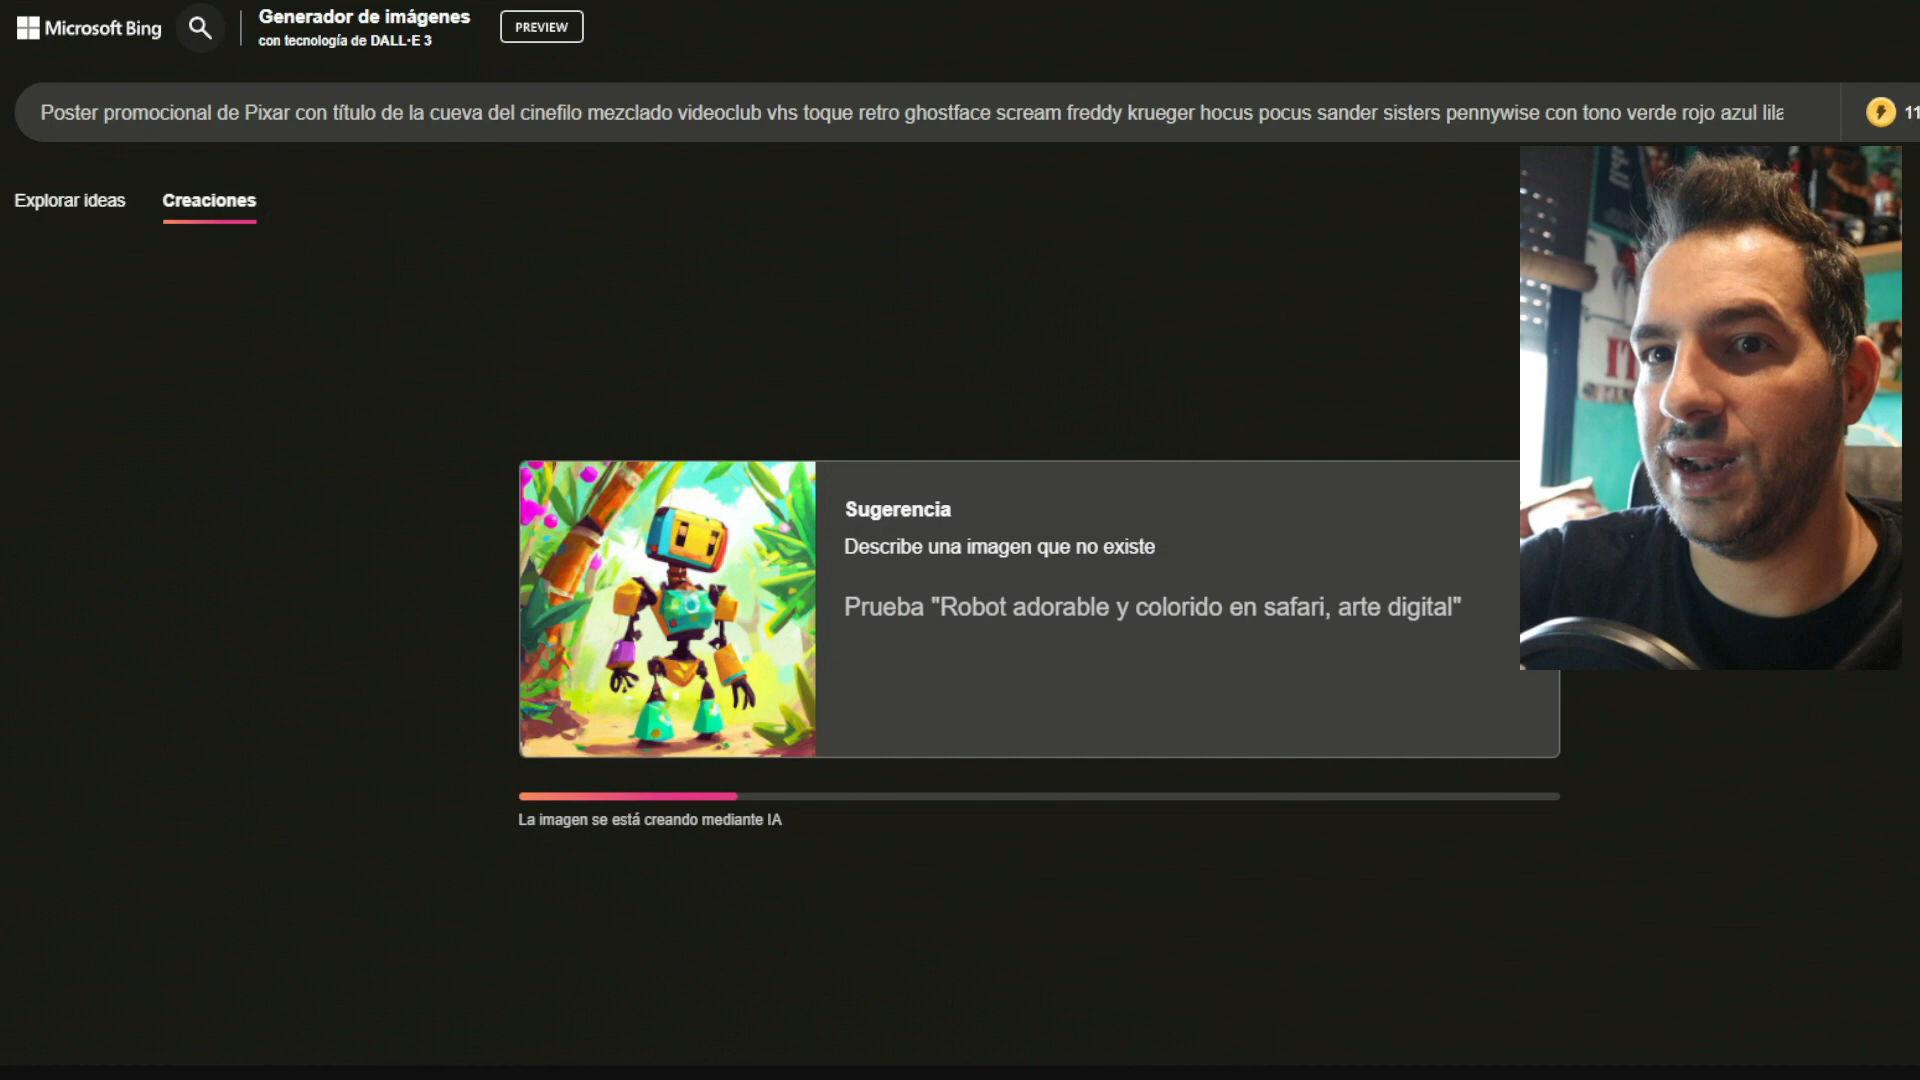 Microsoft Bing
Generador de imágenes
con tecnología de DALL·E 3
PREVIEW
Poster promocional de Pixar con título de la cueva del cinefilo mezclado videoclub vhs toque retro ghostface scream freddy krueger hocus pocus sander sisters pennywise con tono verde rojo azul lila
11
Explorar ideas
Creaciones
Sugerencia
Describe una imagen que no existe
Prueba "Robot adorable y colorido en safari, arte digital"
La imagen se está creando mediante IA